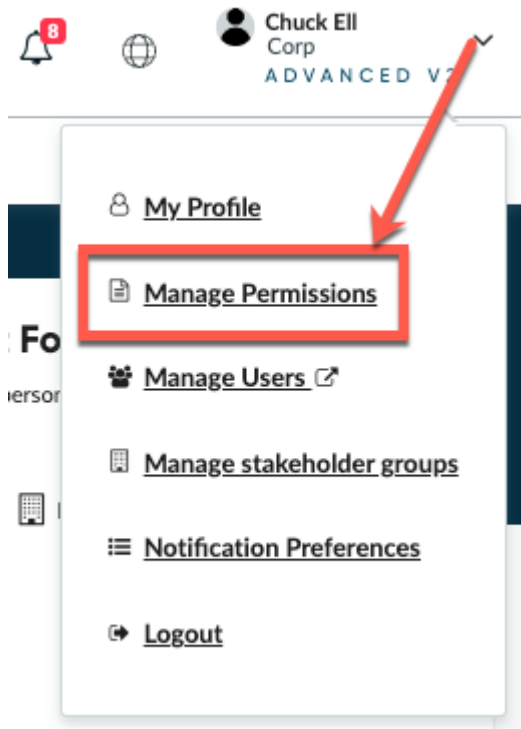 8
Chuck Ell
Corp
ADVANCED
My Profile
Manage Permissions
Fo
Manage Users
Manage stakeholder groups
Notification Preferences
Logout